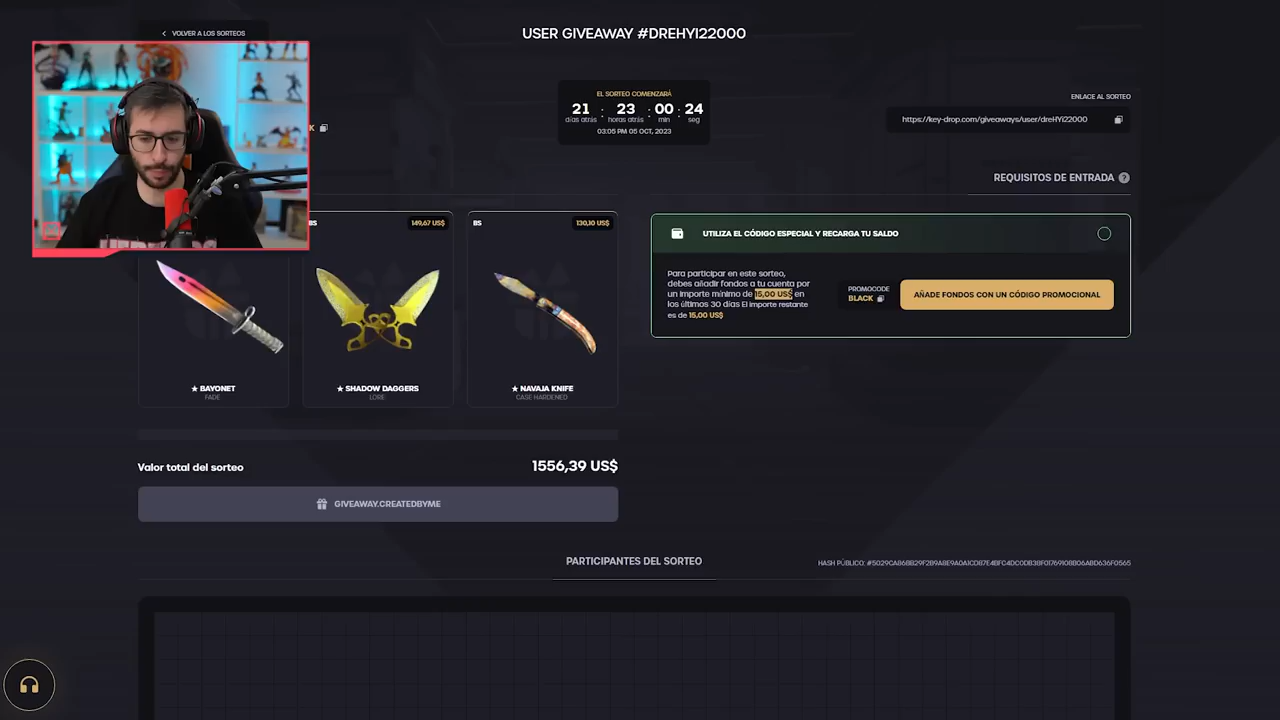 VOLVER A LOS SORTEOS
USER GIVEAWAY #DREHYI22000
EL SORTEO COMENZARÁ
21 : 23 : 00 : 24
días atrás horas atrás min seg
03:05 PM 05 OCT, 2023
ENLACE AL SORTEO
https://key-drop.com/giveaways/user/dreHYi22000
K
REQUISITOS DE ENTRADA ?
BS 149,67 US$
BS 130,10 US$
★ BAYONET
FADE
★ SHADOW DAGGERS
LORE
★ NAVAJA KNIFE
CASE HARDENED
UTILIZA EL CÓDIGO ESPECIAL Y RECARGA TU SALDO
Para participar en este sorteo,
debes añadir fondos a tu cuenta por
un importe mínimo de 15,00 US$ en
los últimos 30 días El importe restante
es de 15,00 US$
PROMOCODE
BLACK
AÑADE FONDOS CON UN CÓDIGO PROMOCIONAL
Valor total del sorteo 1556,39 US$
GIVEAWAY.CREATEDBYME
PARTICIPANTES DEL SORTEO
HASH PÚBLICO: